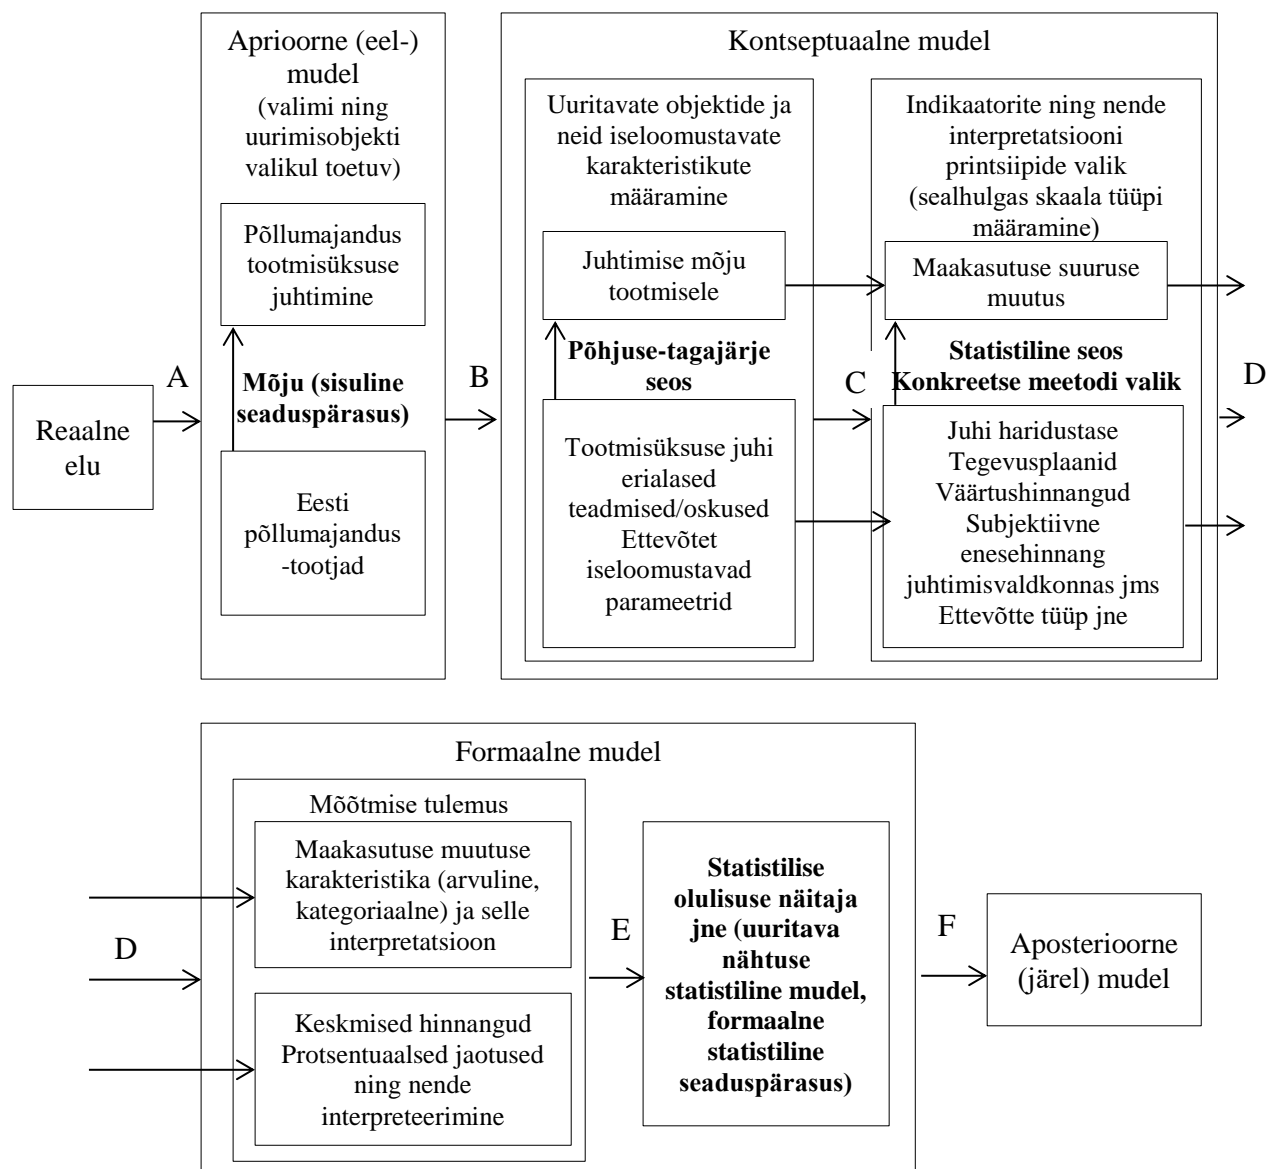 Aprioorne (eel-)
mudel
(valimi ning
uurimisobjekti
valikul toetuv)
Põllumajandus
tootmisüksuse
juhtimine
Mõju (sisuline
seaduspärasus)
Eesti
põllumajandus
-tootjad
A
Reaalne
elu
B
Kontseptuaalne mudel
Uuritavate objektide ja
neid iseloomustavate
karakteristikute
määramine
Juhtimise mõju
tootmisele
Põhjuse-tagajärje
seos
Tootmisüksuse juhi
erialased
teadmised/oskused
Ettevõtet
iseloomustavad
parameetrid
C
Indikaatorite ning nende
interpretatsiooni
printsiipide valik
(sealhulgas skaala tüüpi
määramine)
Maakasutuse suuruse
muutus
Statistiline seos
Konkreetse meetodi valik
Juhi haridustase
Tegevusplaanid
Väärtushinnangud
Subjektiivne
enesehinnang
juhtimisvaldkonnas jms
Ettevõtte tüüp jne
D
Formaalne mudel
Mõõtmise tulemus
Maakasutuse muutuse
karakteristika (arvuline,
kategoriaalne) ja selle
interpretatsioon
D
Keskmised hinnangud
Protsentuaalsed jaotused
ning nende
interpreteerimine
E
Statistilise
olulisuse näitaja
jne (uuritava
nähtuse
statistiline mudel,
formaalne
statistiline
seaduspärasus)
F
Aposterioorne
(järel) mudel